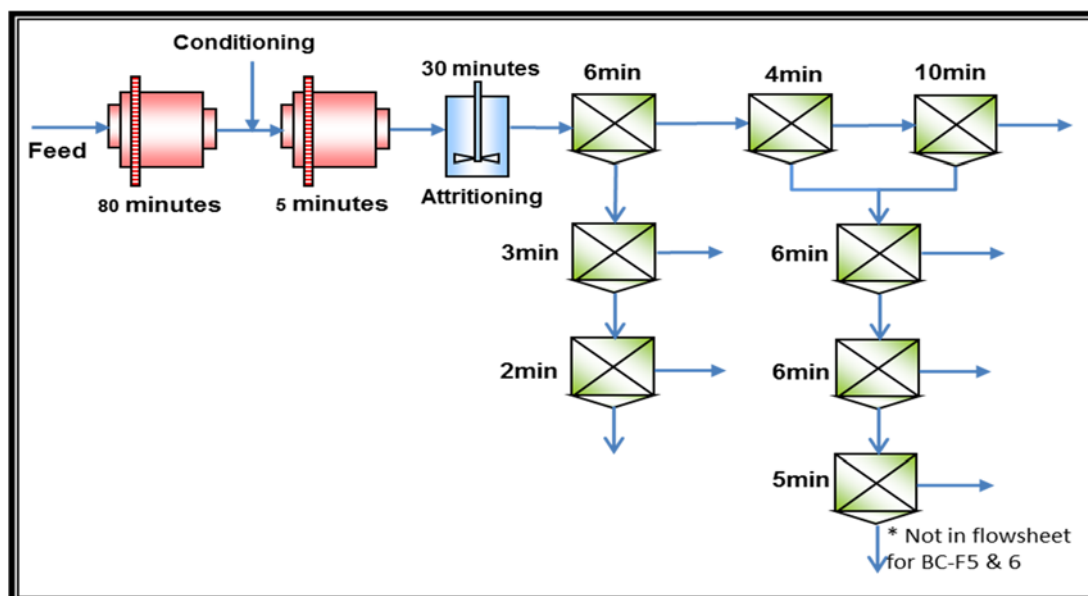 Conditioning
30 minutes
6min
4min
10min
Feed
80 minutes
5 minutes
Attritioning
3min
6min
2min
6min
5min
* Not in flowsheet
for BC-F5 & 6